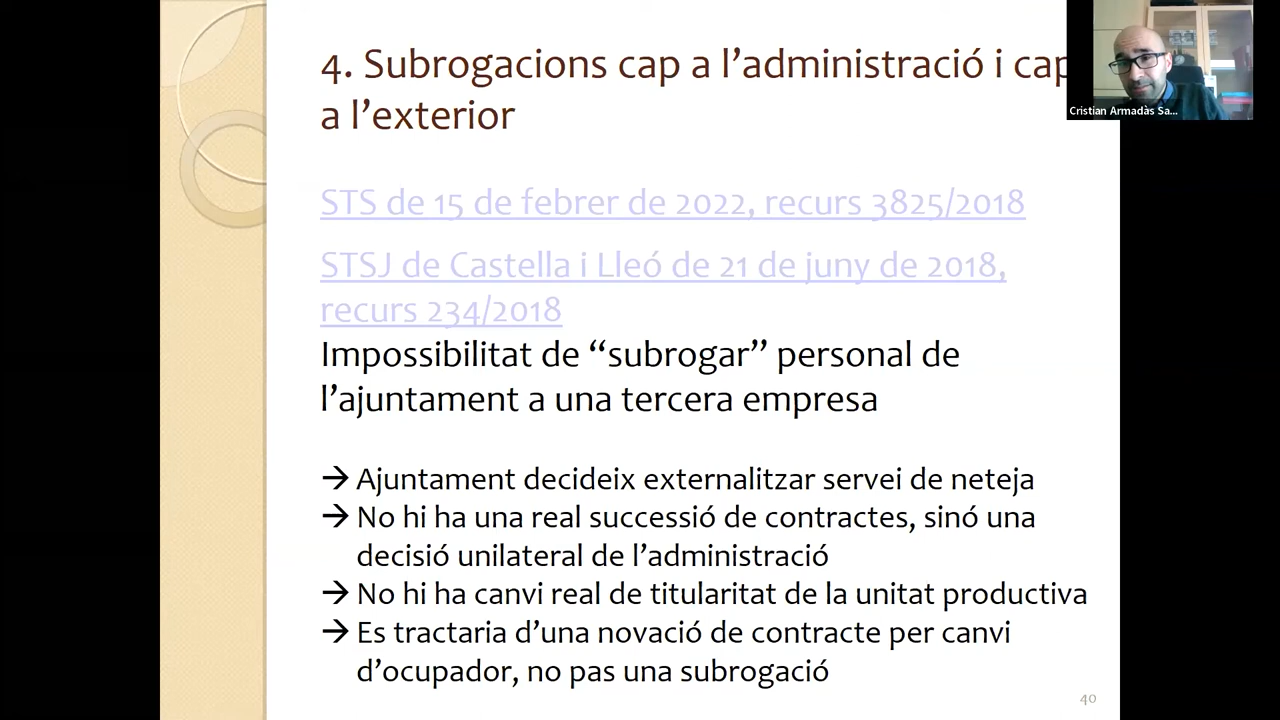 4. Subrogacions cap a l’administració i cap
a l’exterior
Cristian Armadàs Sa...
STS de 15 de febrer de 2022, recurs 3825/2018
STSJ de Castella i Lleó de 21 de juny de 2018,
recurs 234/2018
Impossibilitat de “subrogar” personal de
l’ajuntament a una tercera empresa
→ Ajuntament decideix externalitzar servei de neteja
→ No hi ha una real successió de contractes, sinó una
decisió unilateral de l’administració
→ No hi ha canvi real de titularitat de la unitat productiva
→ Es tractaria d’una novació de contracte per canvi
d’ocupador, no pas una subrogació
40